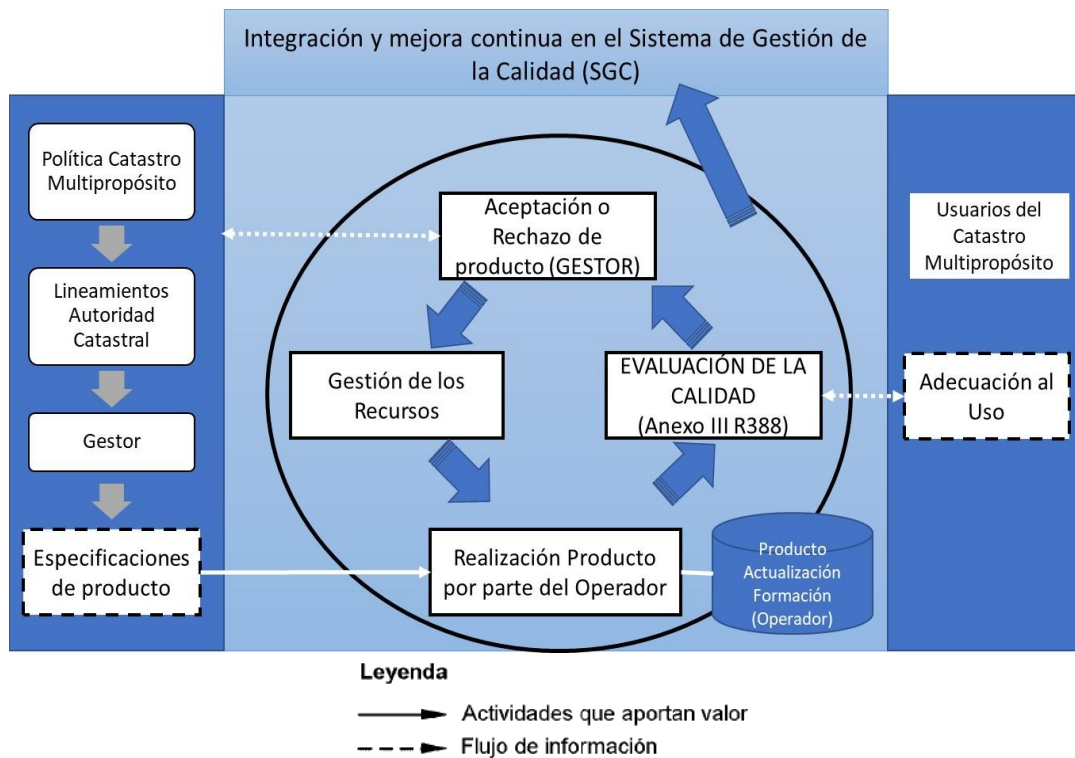 Integración y mejora continua en el Sistema de Gestión de
la Calidad (SGC)
Política Catastro
Multipropósito
Lineamientos
Autoridad
Catastral
Gestor
Especificaciones
de producto
Aceptación o
Rechazo de
producto (GESTOR)
Gestión de los
Recursos
EVALUACIÓN DE LA
CALIDAD
(Anexo III R388)
Realización Producto
por parte del Operador
Producto
Actualización
Formación
(Operador)
Usuarios del
Catastro
Multipropósito
Adecuación al
Uso
Leyenda
Actividades que aportan valor
Flujo de información